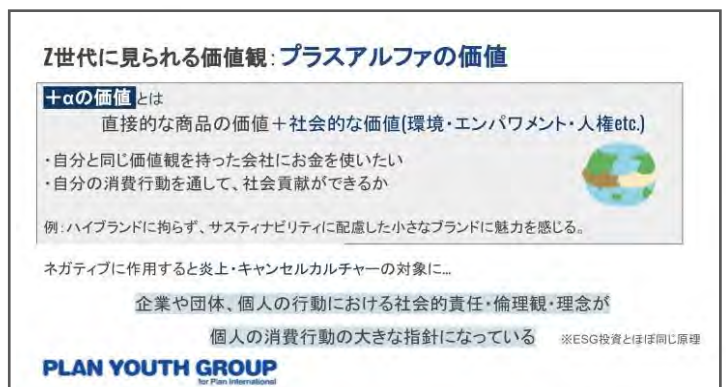 Z世代に見られる価値観：プラスアルファの価値
＋αの価値とは
直接的な商品の価値＋社会的な価値(環境・エンパワメント・人権etc.)
・自分と同じ価値観を持った会社にお金を使いたい
・自分の消費行動を通して、社会貢献ができるか
例：ハイブランドに拘らず、サスティナビリティに配慮した小さなブランドに魅力を感じる。
ネガティブに作用すると炎上・キャンセルカルチャーの対象に…
企業や団体、個人の行動における社会的責任・倫理観・理念が
個人の消費行動の大きな指針になっている
※ESG投資とほぼ同じ原理
PLAN YOUTH GROUP
for Plan International